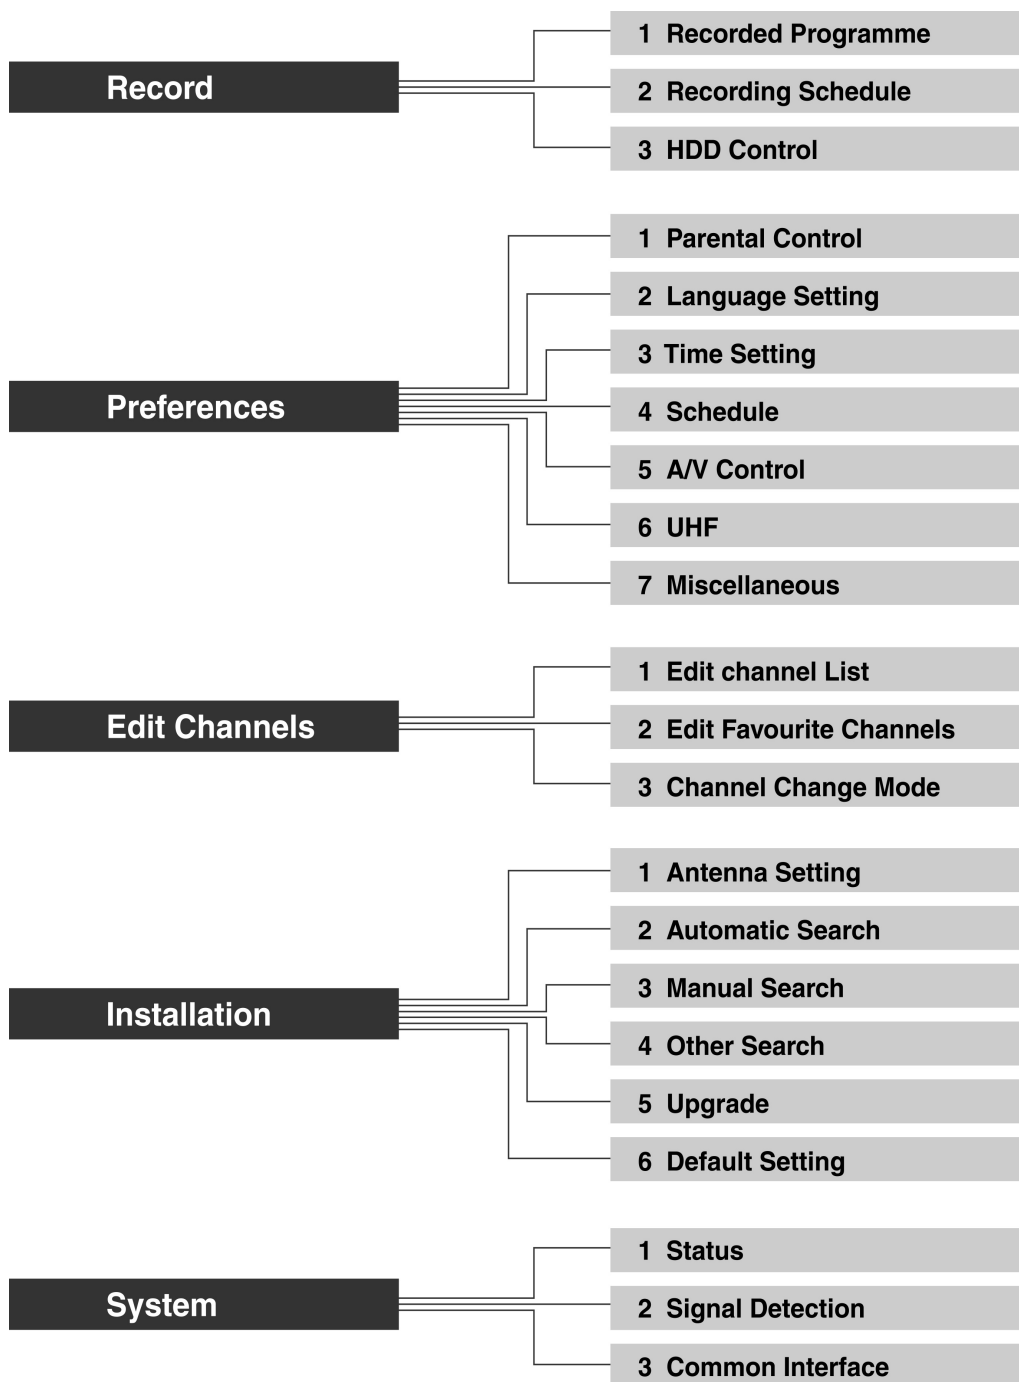 Record
1 Recorded Programme
2 Recording Schedule
3 HDD Control
Preferences
1 Parental Control
2 Language Setting
3 Time Setting
4 Schedule
5 A/V Control
6 UHF
7 Miscellaneous
Edit Channels
1 Edit channel List
2 Edit Favourite Channels
3 Channel Change Mode
Installation
1 Antenna Setting
2 Automatic Search
3 Manual Search
4 Other Search
5 Upgrade
6 Default Setting
System
1 Status
2 Signal Detection
3 Common Interface